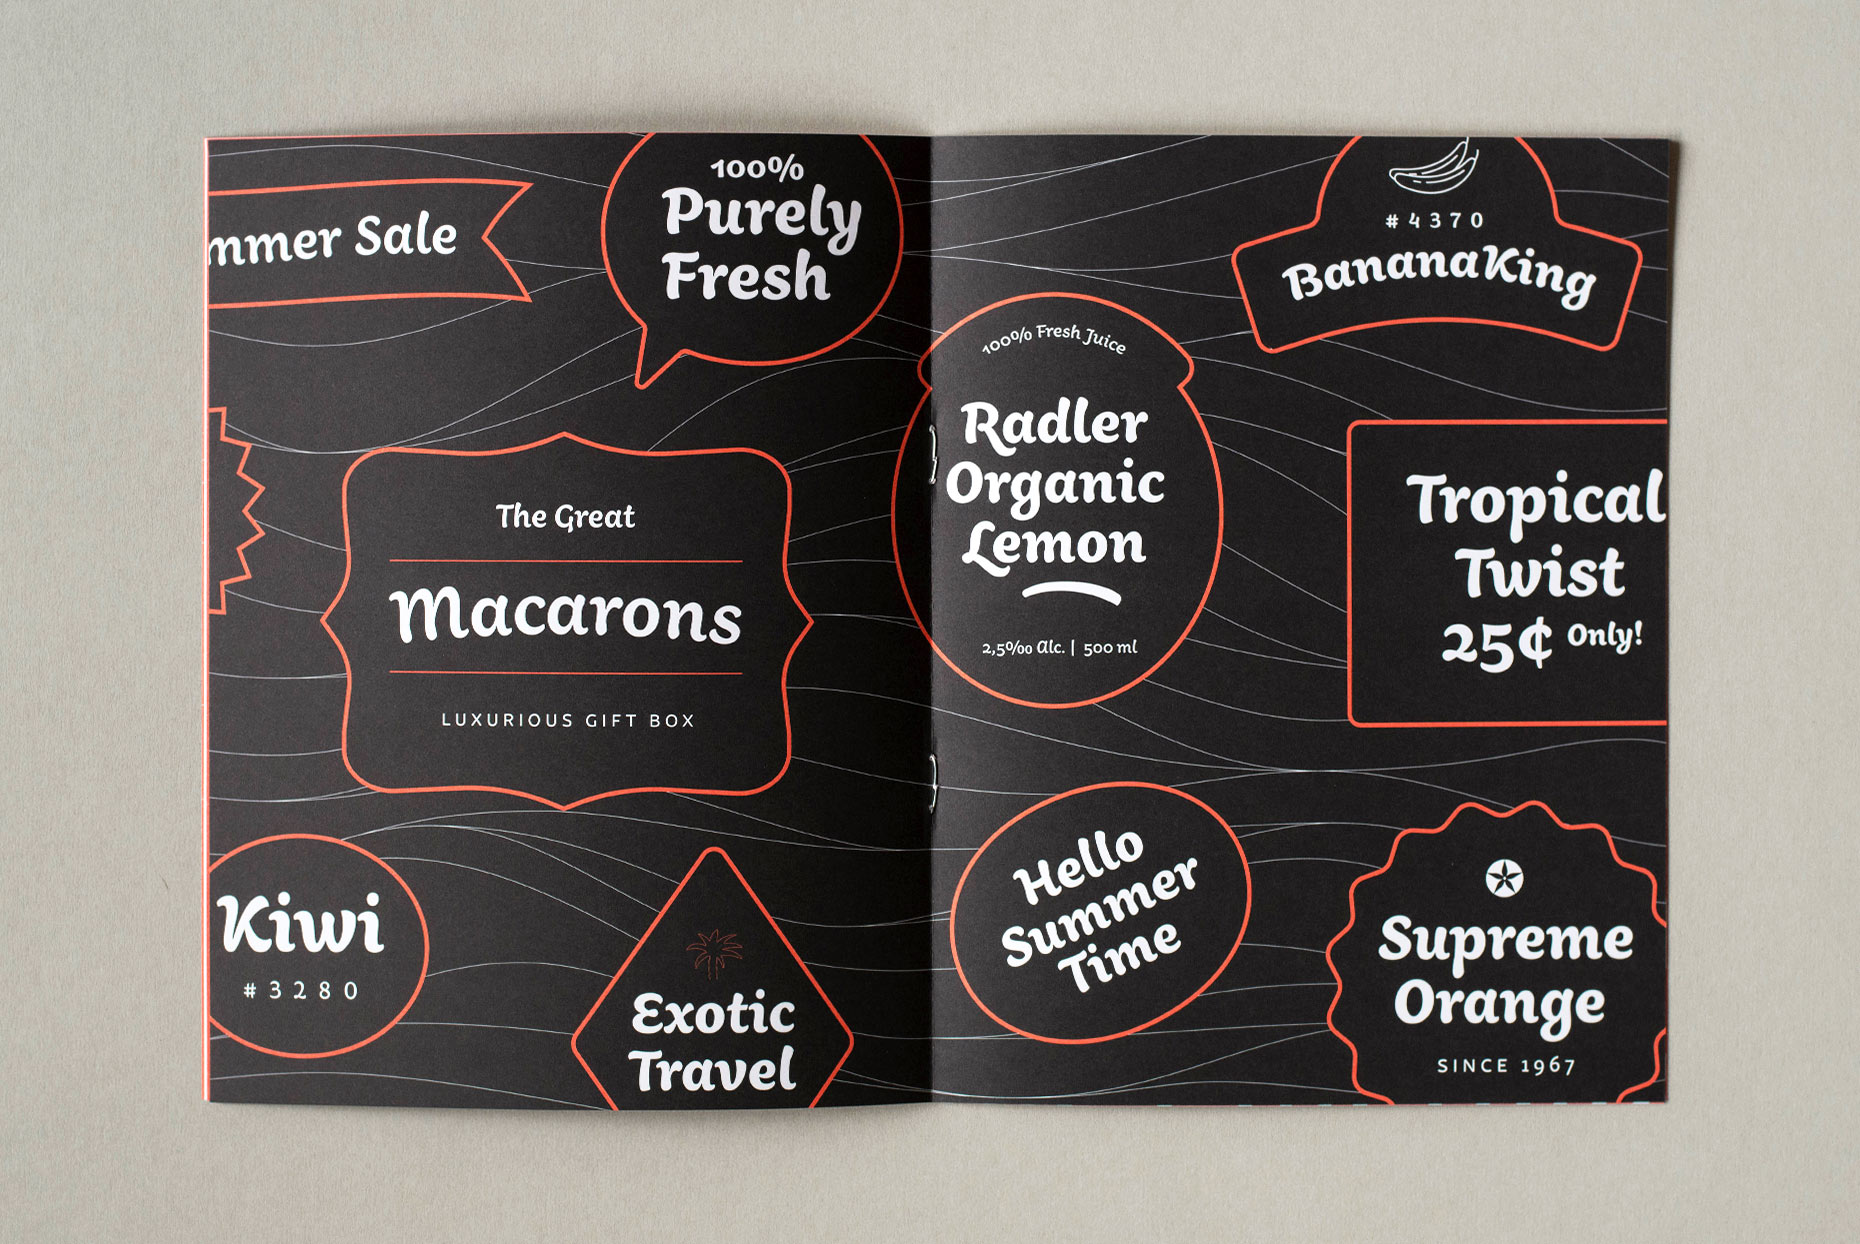 mmer Sale
100%
Purely
Fresh
The Great
Macarons
LUXURIOUS GIFT BOX
Kiwi
#3280
Exotic
Travel
#4370
BananaKing
100% Fresh Juice
Radler
Organic
Lemon
2,5‱ Alc. | 500 ml
Tropical
Twist
25¢ Only!
Hello
Summer
Time
Supreme
Orange
SINCE 1967